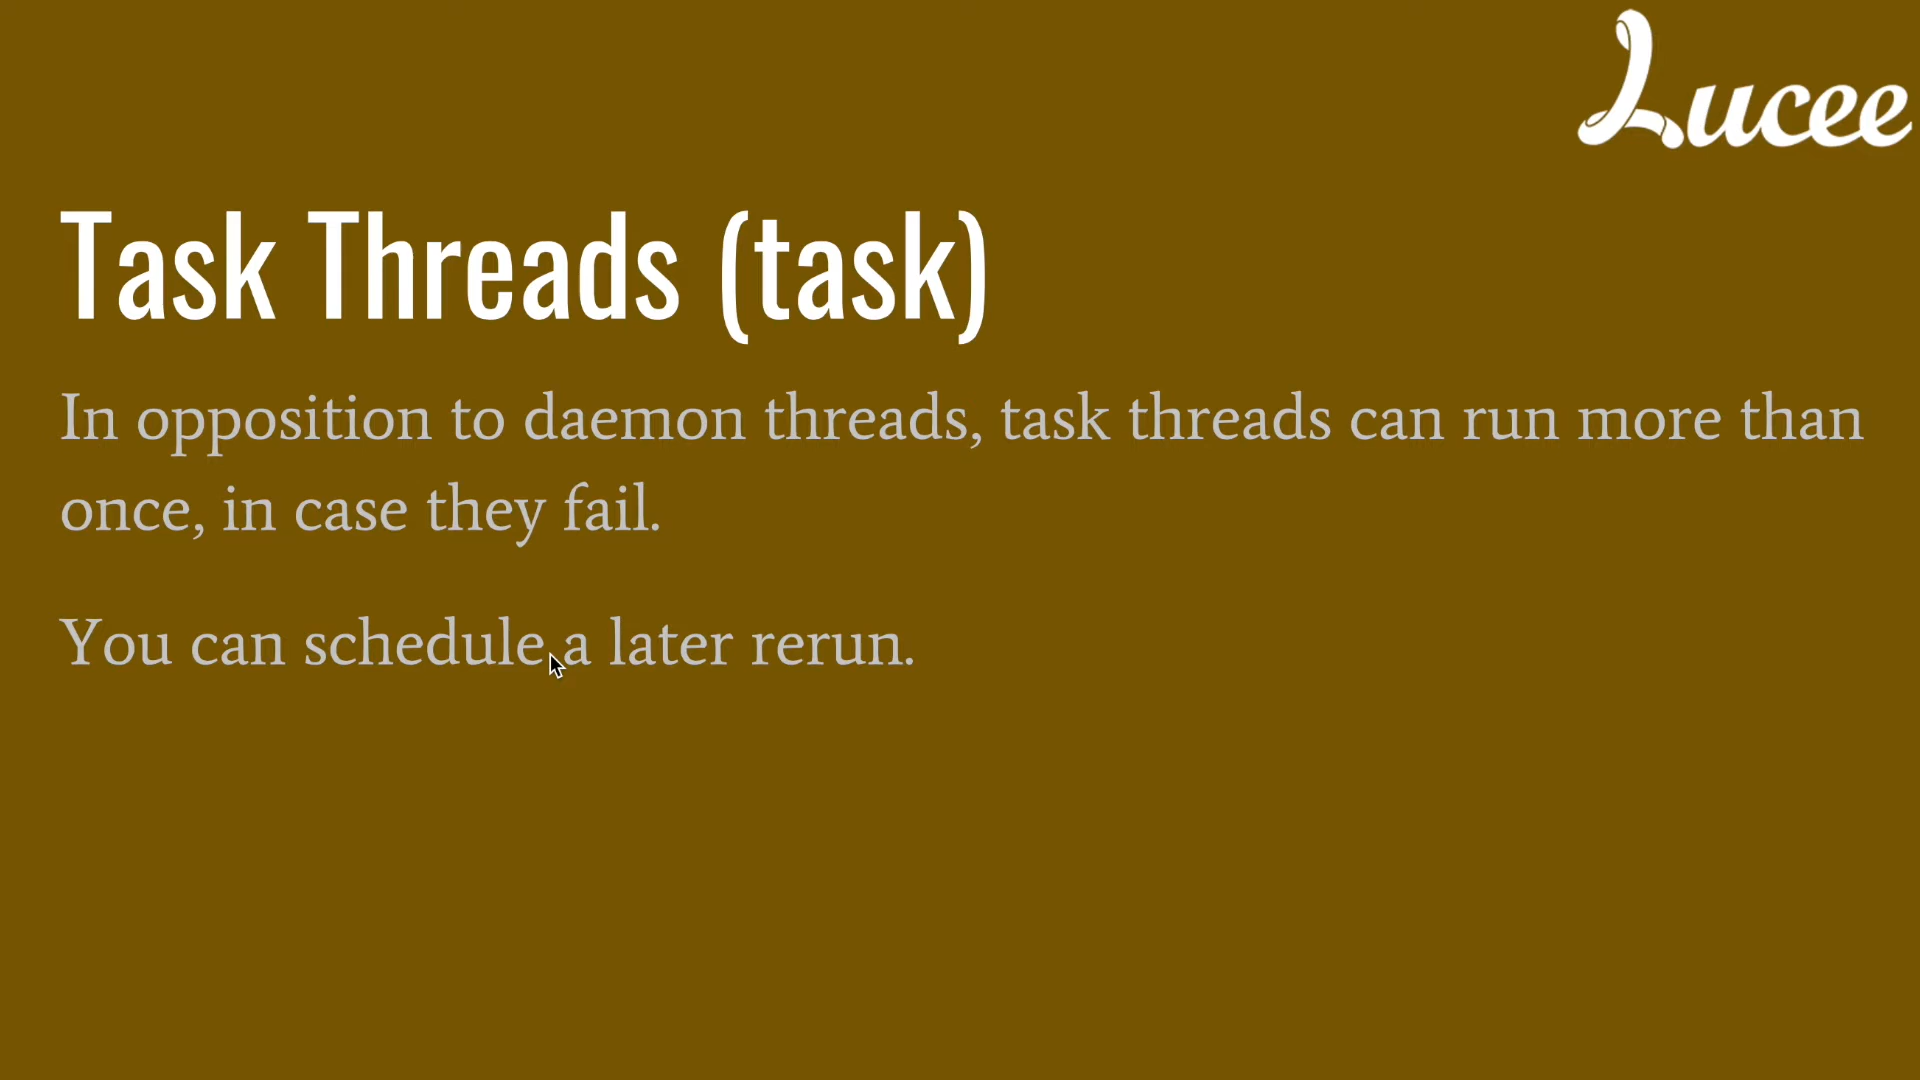 Lucee
Task Threads (task)
In opposition to daemon threads, task threads can run more than
once, in case they fail.
You can schedule a later rerun.